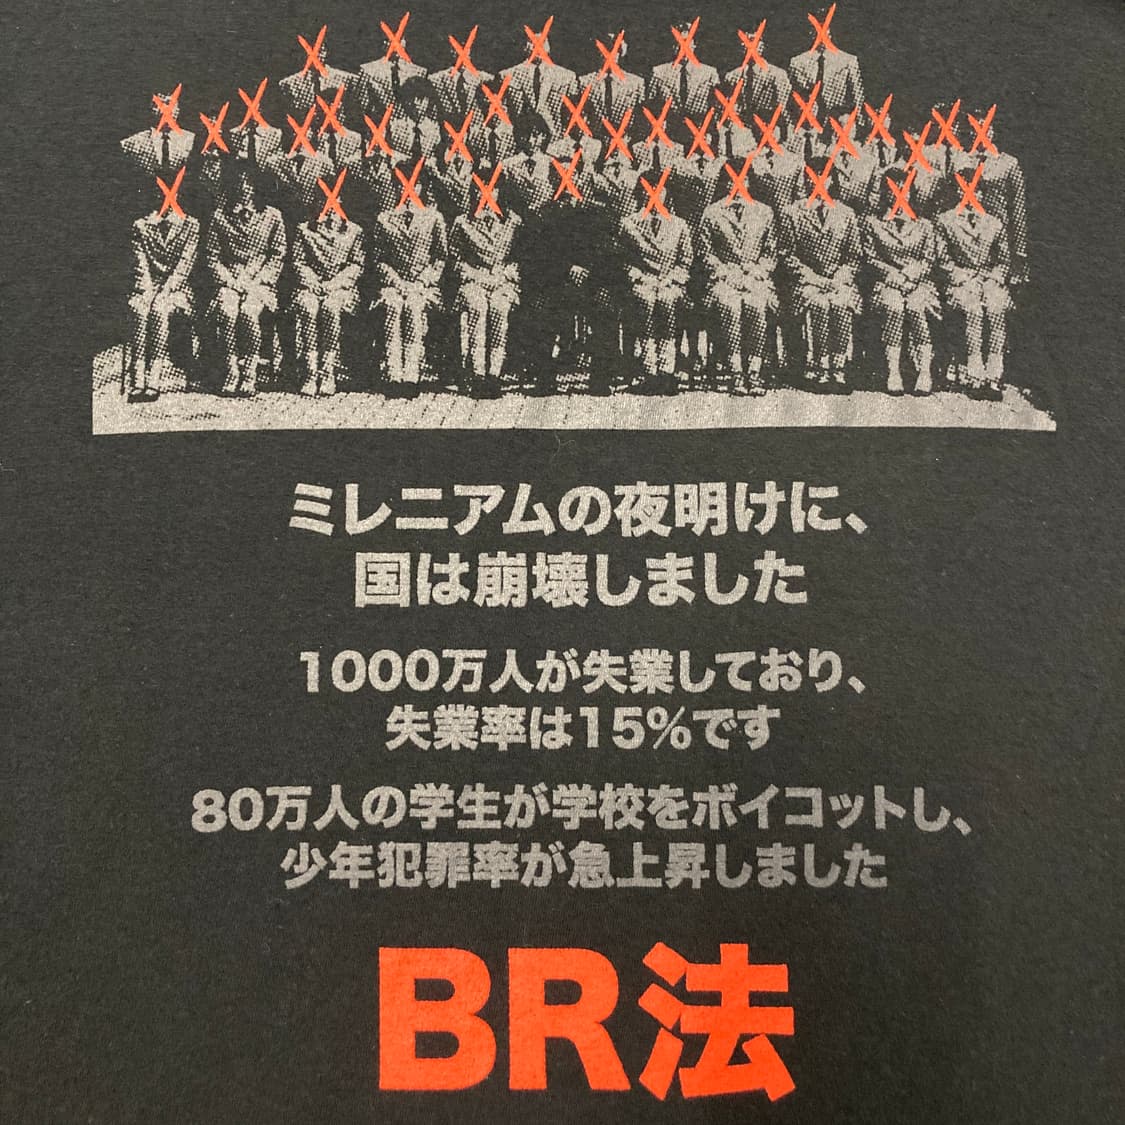 ミレニアムの夜明けに、
国は崩壊しました
1000万人が失業しており、
失業率は15%です
80万人の学生が学校をボイコットし、
少年犯罪率が急上昇しました
BR法